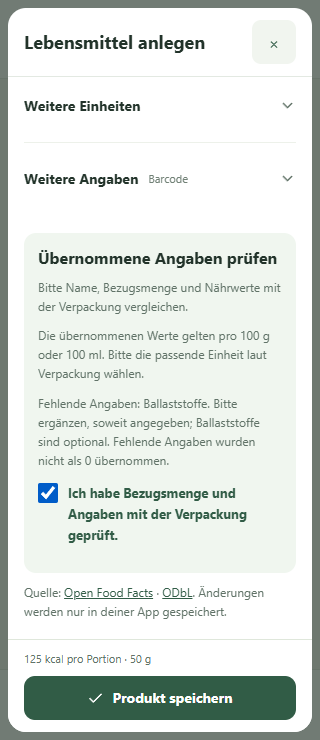 Lebensmittel anlegen
×
Weitere Einheiten
Weitere Angaben Barcode
Übernommene Angaben prüfen
Bitte Name, Bezugsmenge und Nährwerte mit
der Verpackung vergleichen.
Die übernommenen Werte gelten pro 100 g
oder 100 ml. Bitte die passende Einheit laut
Verpackung wählen.
Fehlende Angaben: Ballaststoffe. Bitte
ergänzen, soweit angegeben; Ballaststoffe
sind optional. Fehlende Angaben wurden
nicht als 0 übernommen.
Ich habe Bezugsmenge und
Angaben mit der Verpackung
geprüft.
Quelle: Open Food Facts · ODbL. Änderungen
werden nur in deiner App gespeichert.
125 kcal pro Portion · 50 g
Produkt speichern